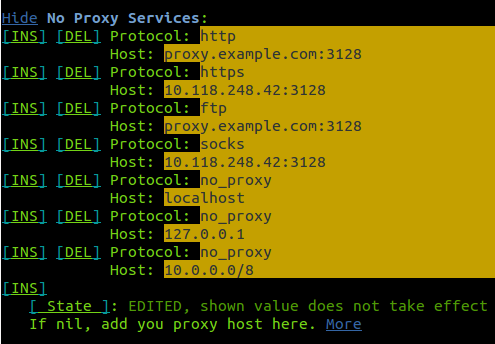 Hide No Proxy Services:
[INS] [DEL] Protocol: http
Host: proxy.example.com:3128
[INS] [DEL] Protocol: https
Host: 10.118.248.42:3128
[INS] [DEL] Protocol: ftp
Host: proxy.example.com:3128
[INS] [DEL] Protocol: socks
Host: 10.118.248.42:3128
[INS] [DEL] Protocol: no_proxy
Host: localhost
[INS] [DEL] Protocol: no_proxy
Host: 127.0.0.1
[INS] [DEL] Protocol: no_proxy
Host: 10.0.0.0/8
[INS]
[ State ]: EDITED, shown value does not take effect
If nil, add you proxy host here. More